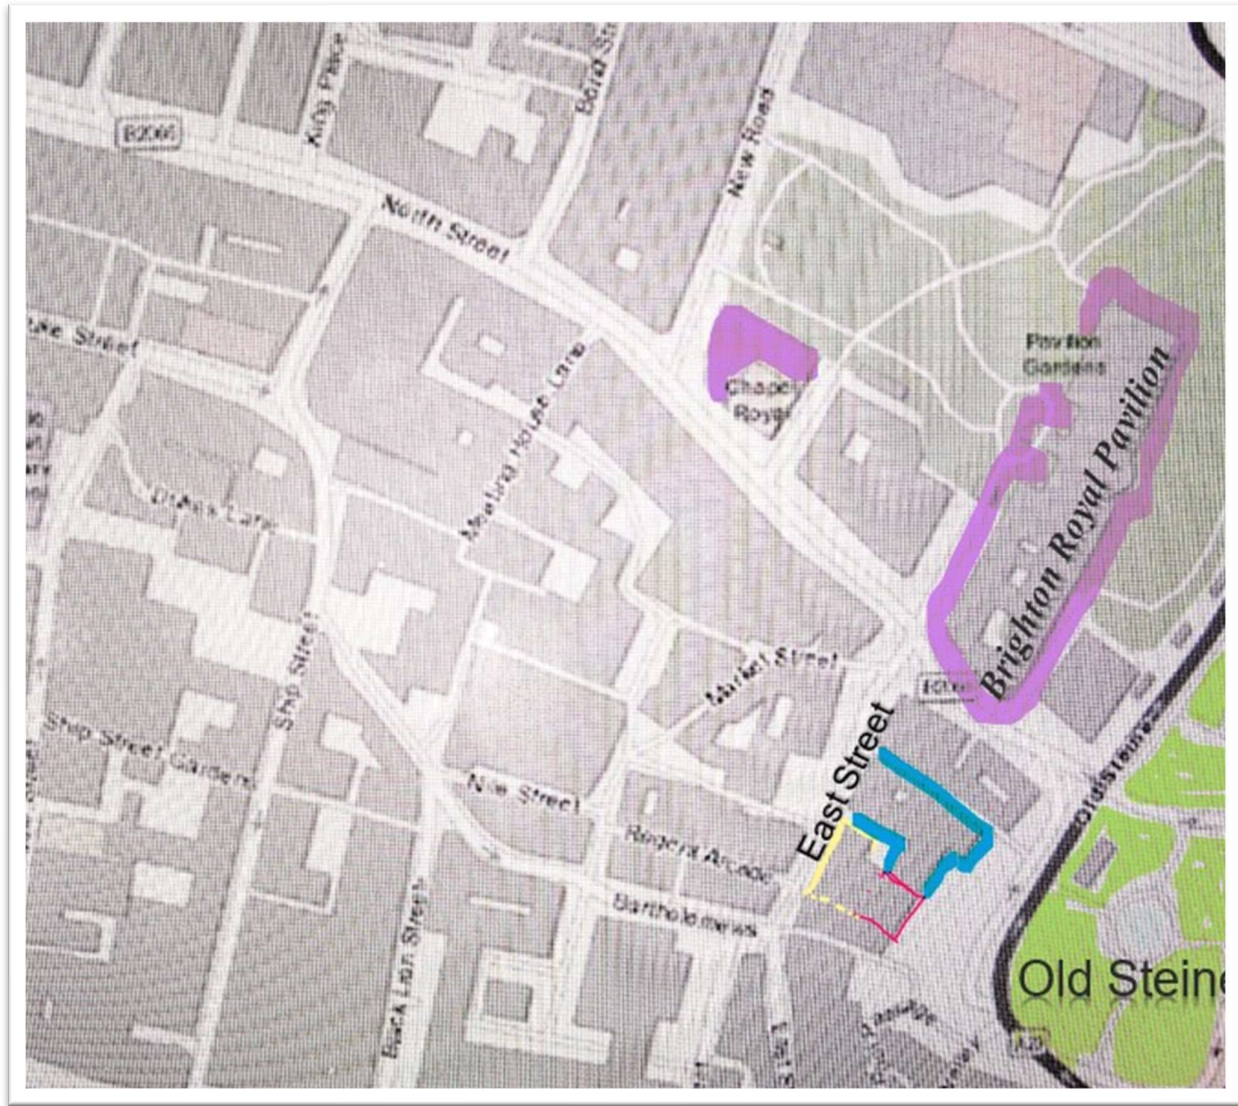 King Place
Bond Str
New Road
North Street
Duke Street
Chapel
Royal
Pavilion
Gardens
Brighton Royal Pavilion
Meeting House Lane
Dukes Lane
Ship Street
Market Street
East Street
Ship Street Gardens
Nile Street
Regent Arcade
Bartholomews
Black Lion Street
Old Steine
Old Steine